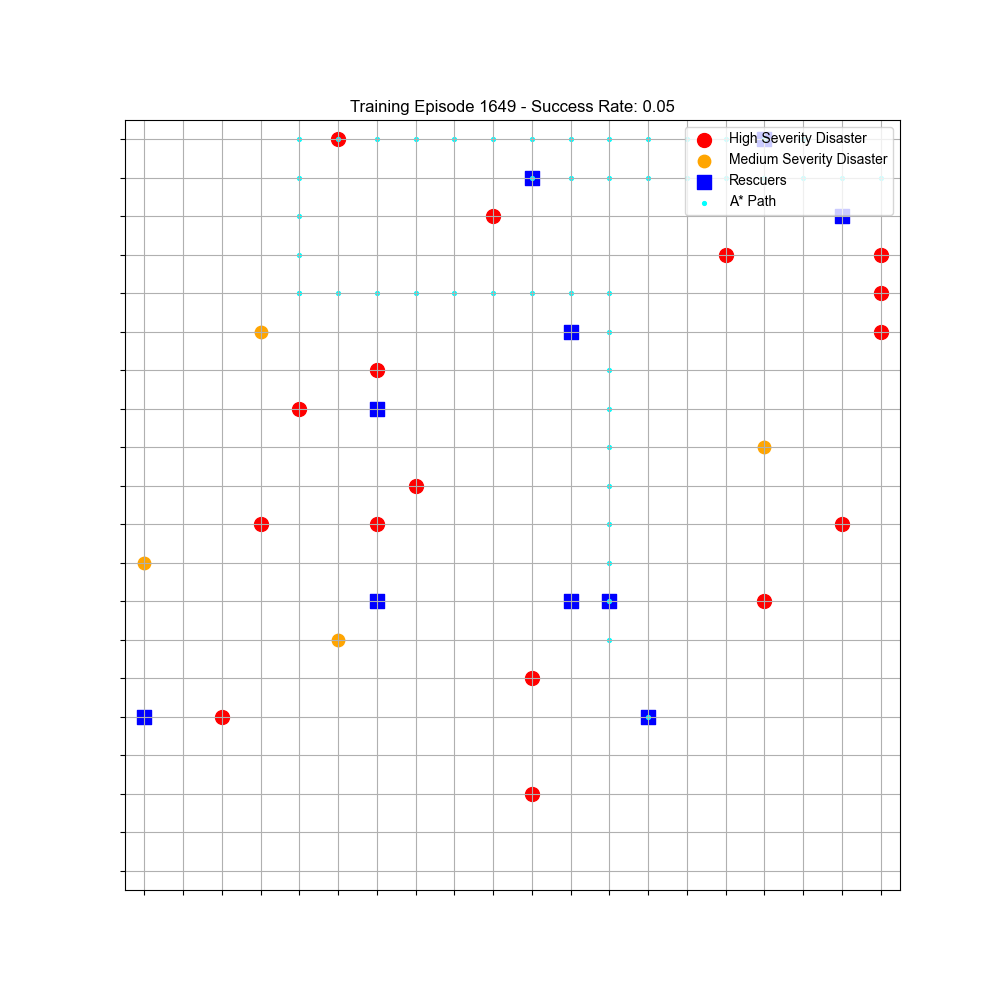 Training Episode 1649 - Success Rate: 0.05
High Severity Disaster
Medium Severity Disaster
Rescuers
A* Path